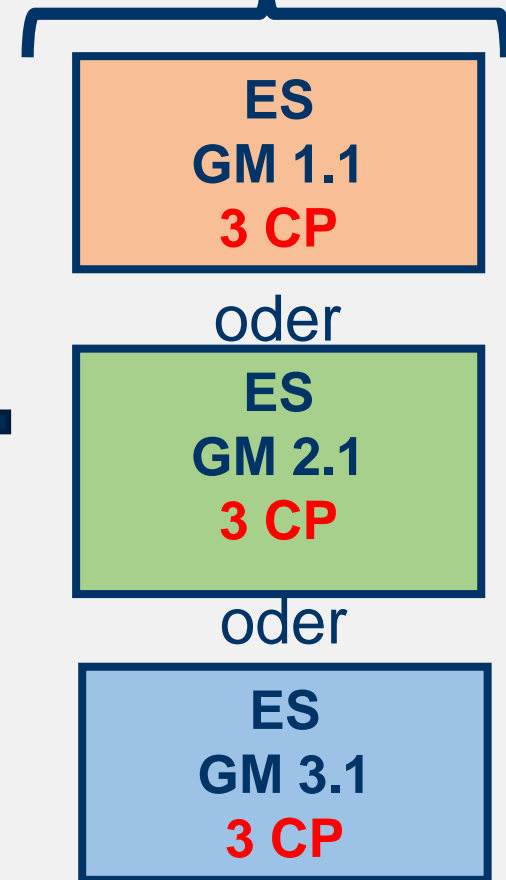 ES
GM 1.1
3 CP
oder
ES
GM 2.1
3 CP
oder
ES
GM 3.1
3 CP